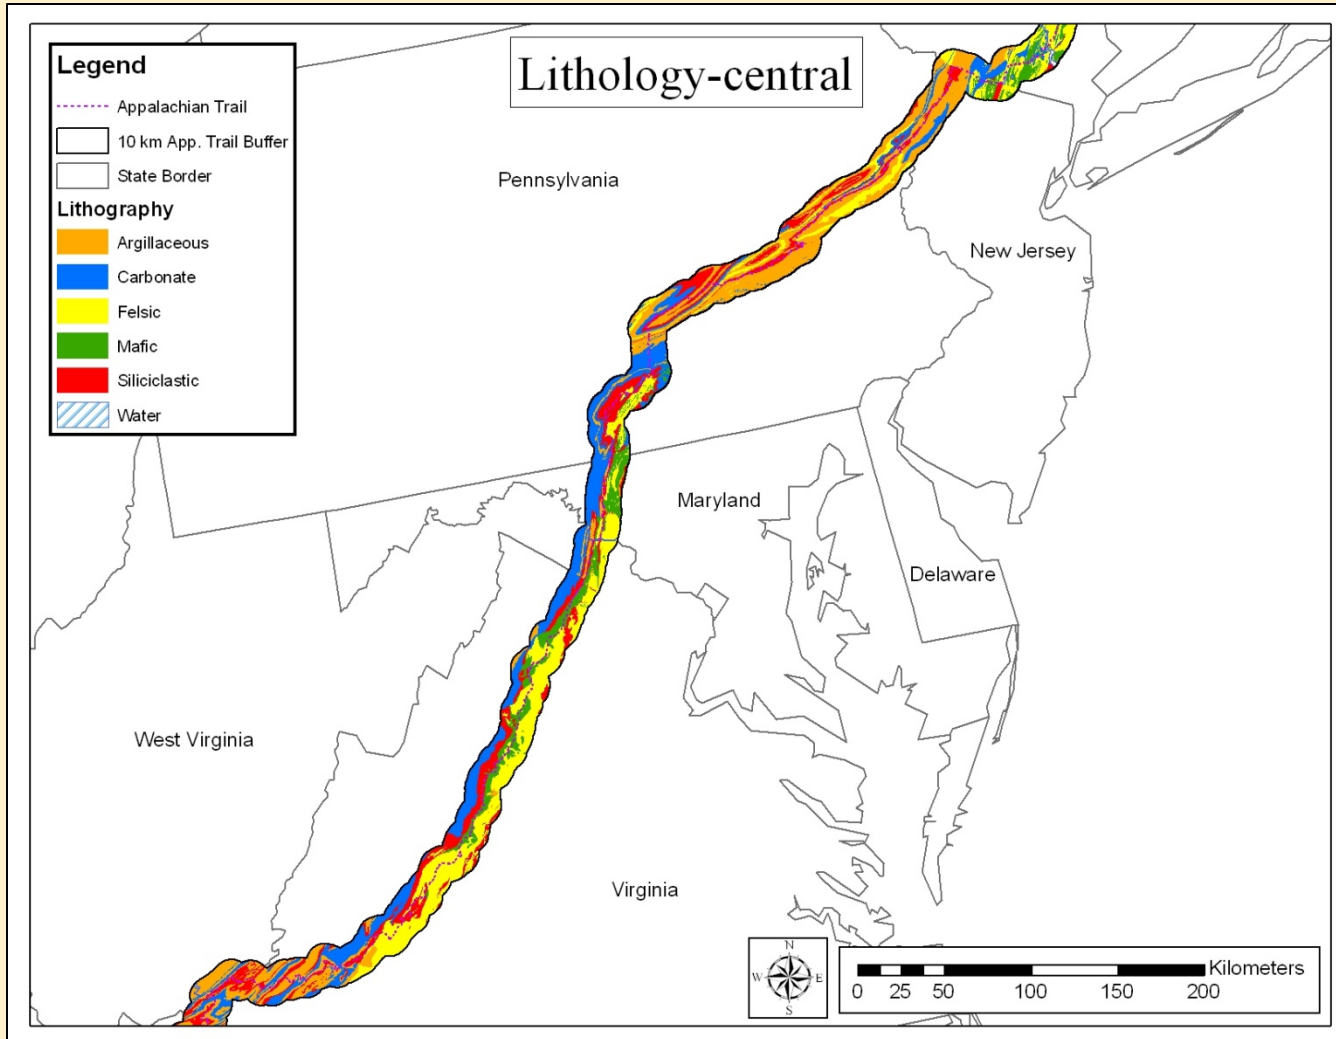 Lithology-central
Legend
Appalachian Trail
10 km App. Trail Buffer
State Border
Lithography
Argillaceous
Carbonate
Felsic
Mafic
Siliciclastic
Water
Pennsylvania
New Jersey
Maryland
Delaware
West Virginia
Virginia
N
W E
S
Kilometers
0 25 50 100 150 200